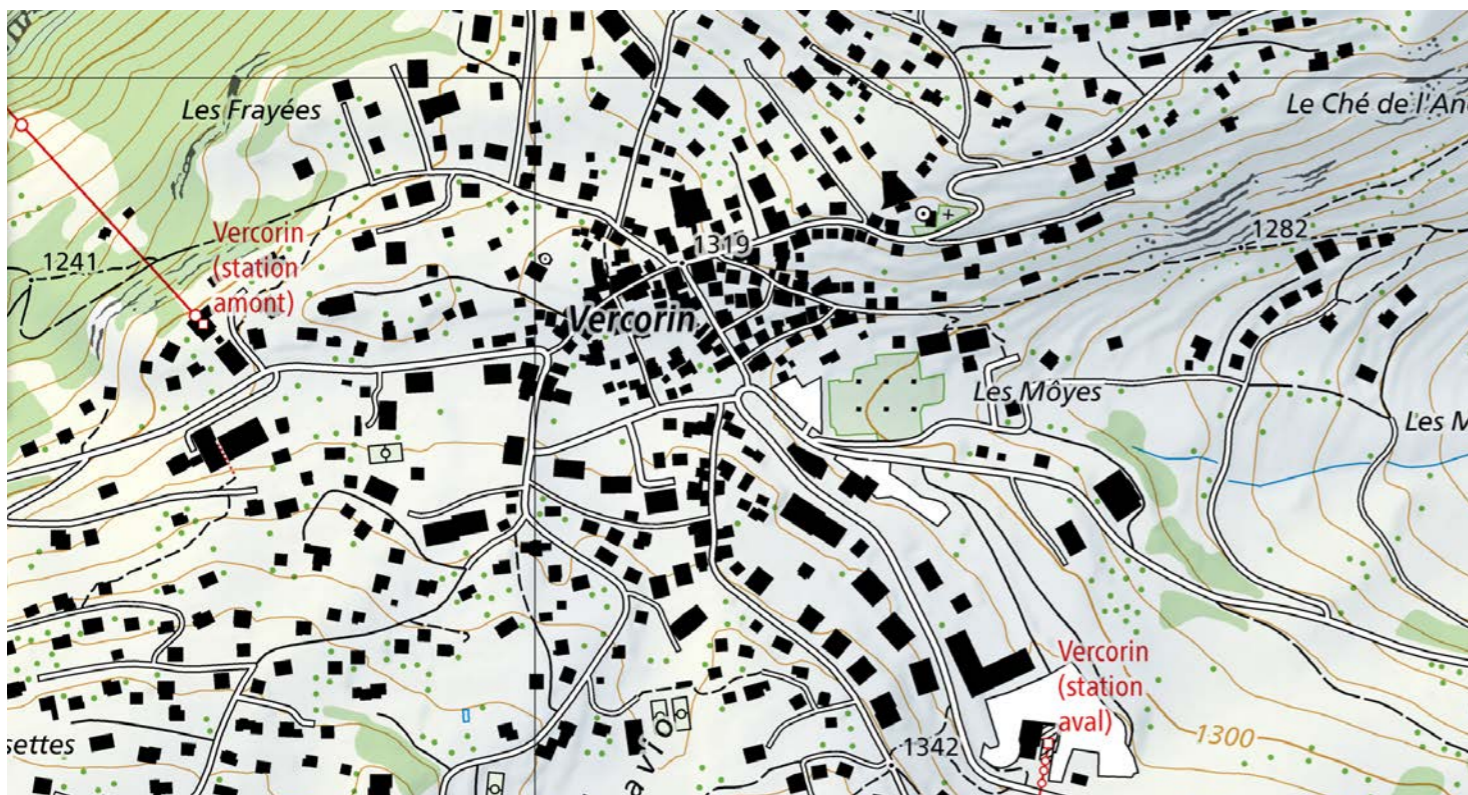 Les Frayées
Le Ché de l'An
Vercorin
(station
amont)
1241
1319
1282
Vercorin
Les Môyes
Les M
Vercorin
(station
aval)
settes
avio
1342
1300